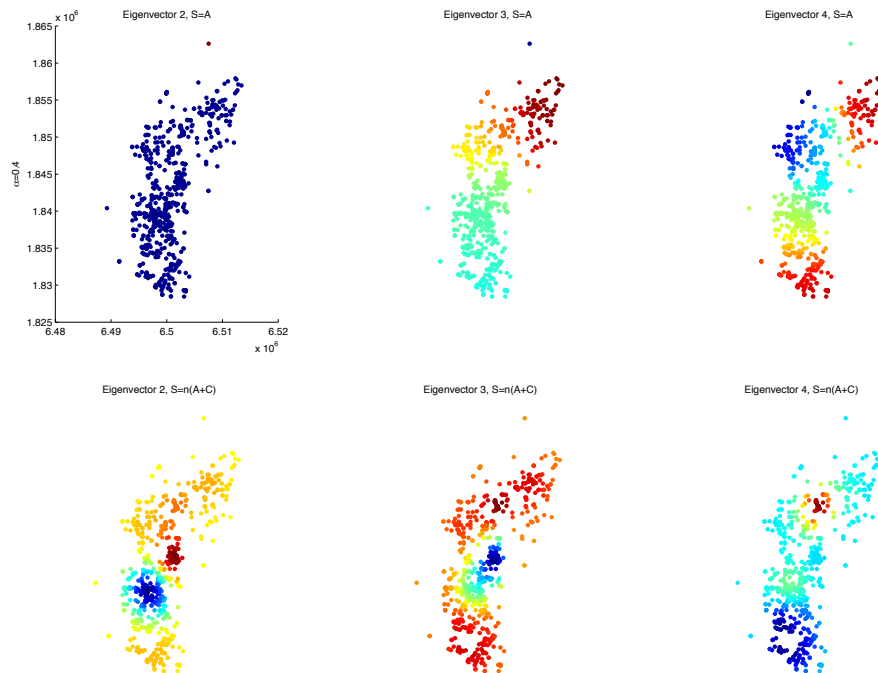 Eigenvector 2, S=A
Eigenvector 3, S=A
Eigenvector 4, S=A
x 10^6
1.865
1.86
1.855
1.85
1.845
1.84
1.835
1.83
1.825
α=0.4
6.48
6.49
6.5
6.51
6.52
x 10^6
Eigenvector 2, S=n(A+C)
Eigenvector 3, S=n(A+C)
Eigenvector 4, S=n(A+C)